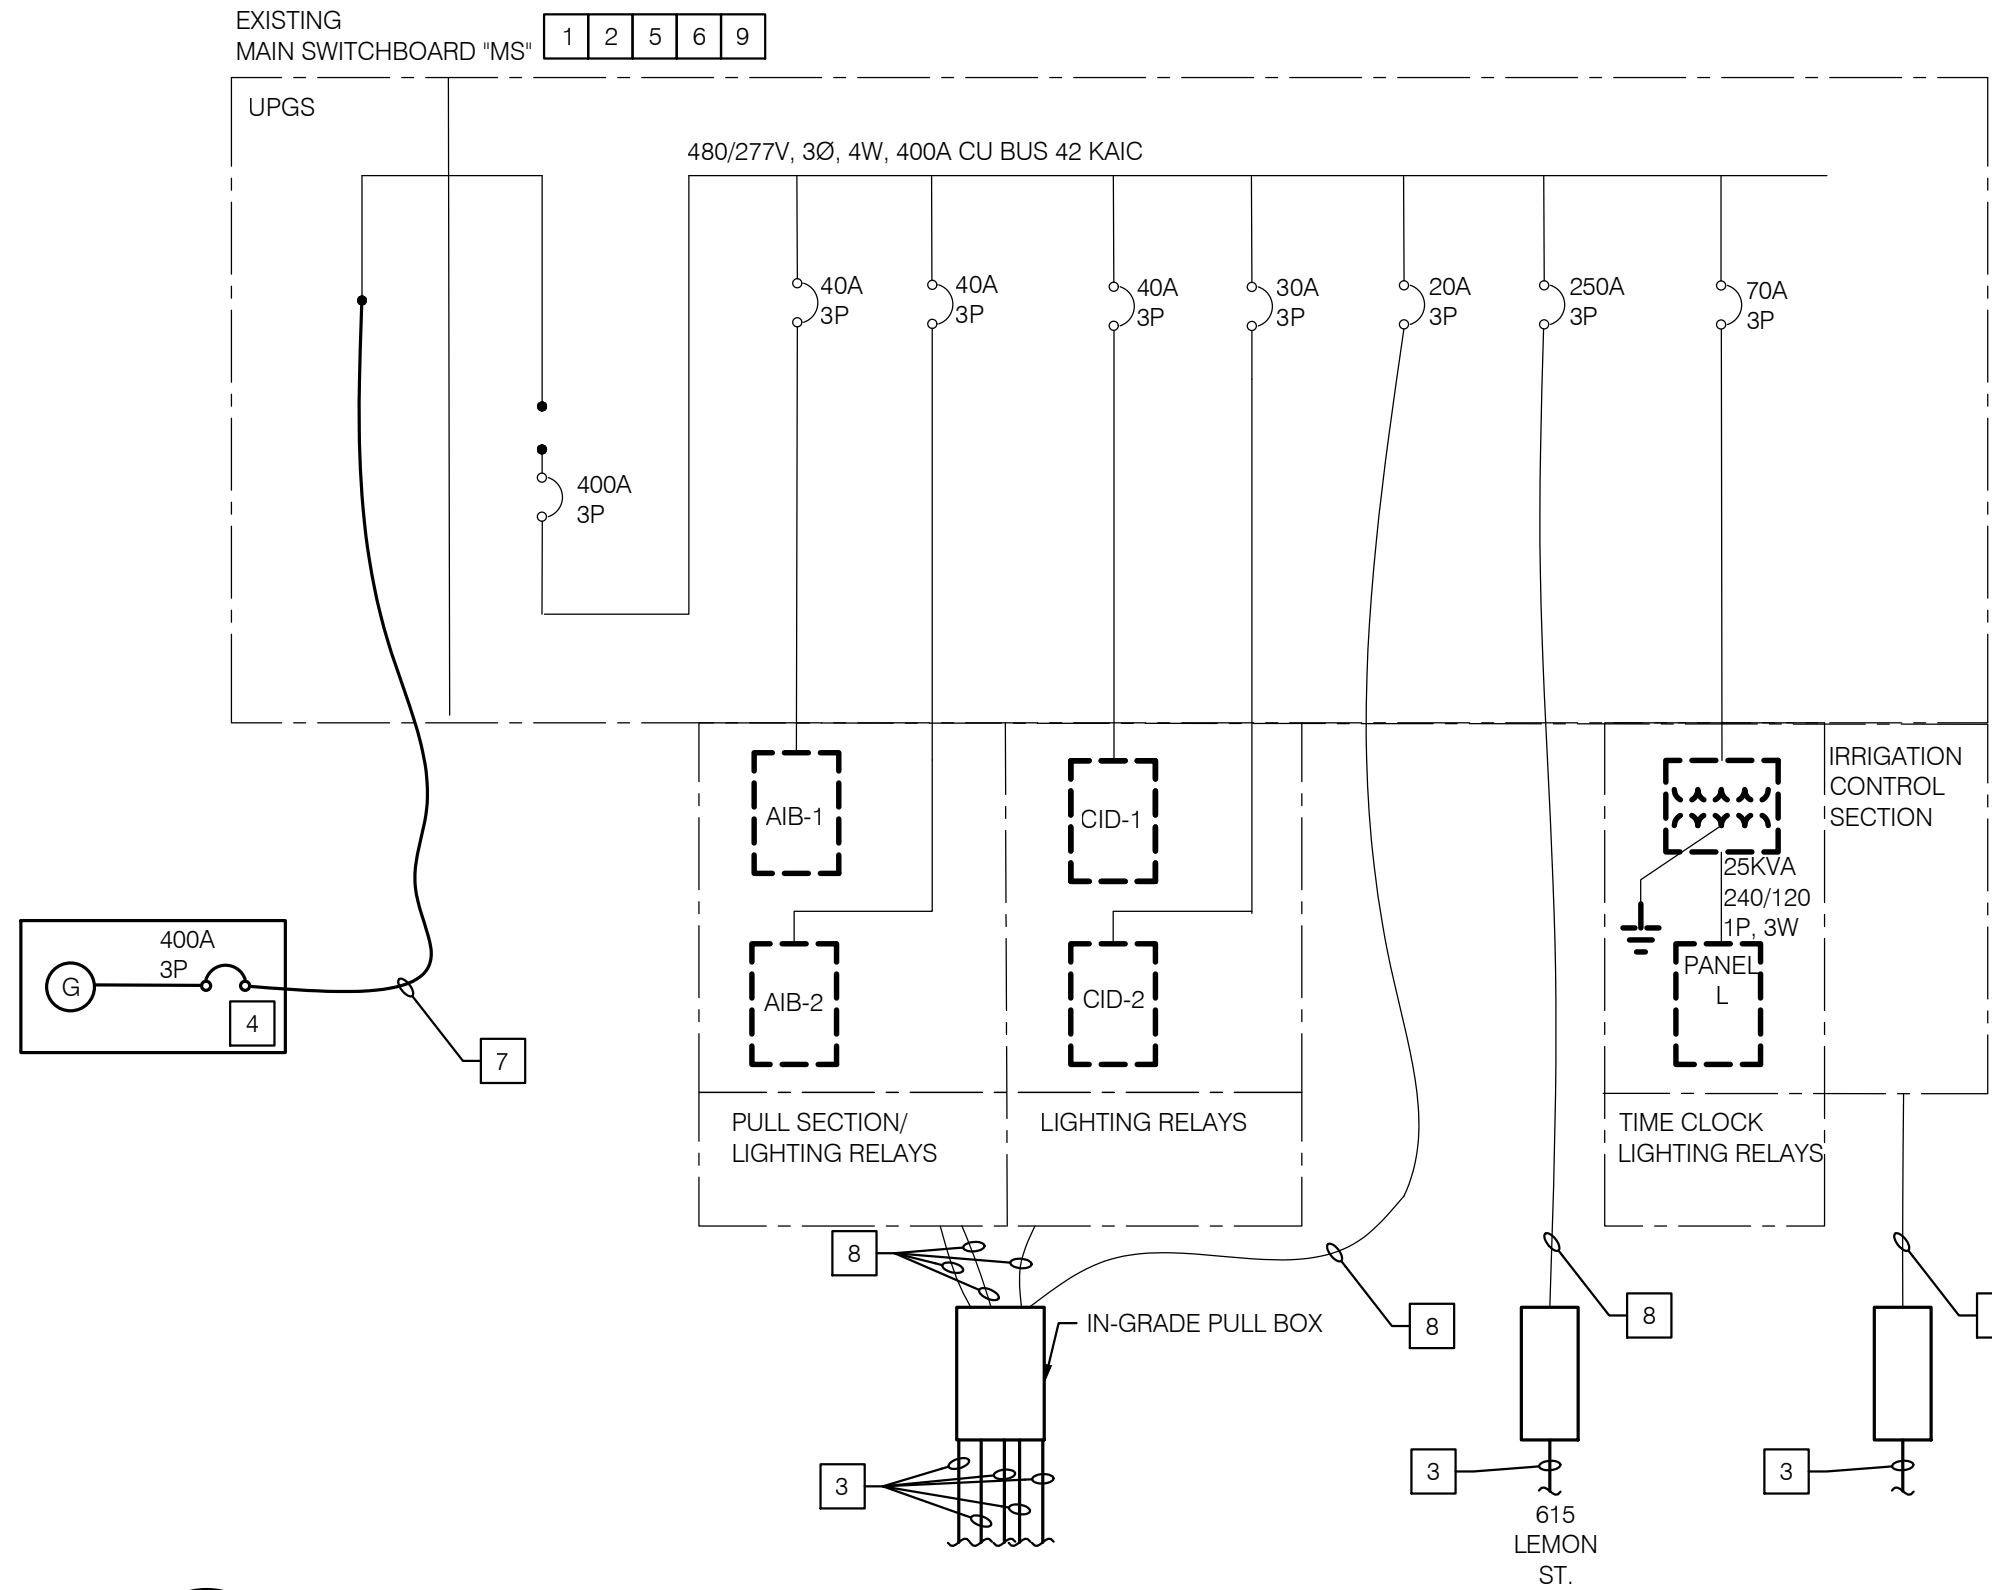 EXISTING
MAIN SWITCHBOARD "MS"
1 2 5 6 9
UPGS
480/277V, 3Ø, 4W, 400A CU BUS 42 KAIC
40A
3P
40A
3P
40A
3P
30A
3P
20A
3P
250A
3P
70A
3P
400A
3P
AIB-1
CID-1
IRRIGATION
CONTROL
SECTION
25KVA
240/120
1P, 3W
400A
3P
G
4
7
AIB-2
CID-2
PANEL
L
PULL SECTION/
LIGHTING RELAYS
LIGHTING RELAYS
TIME CLOCK
LIGHTING RELAYS
8
IN-GRADE PULL BOX
8
8
3
3
3
615
LEMON
ST.